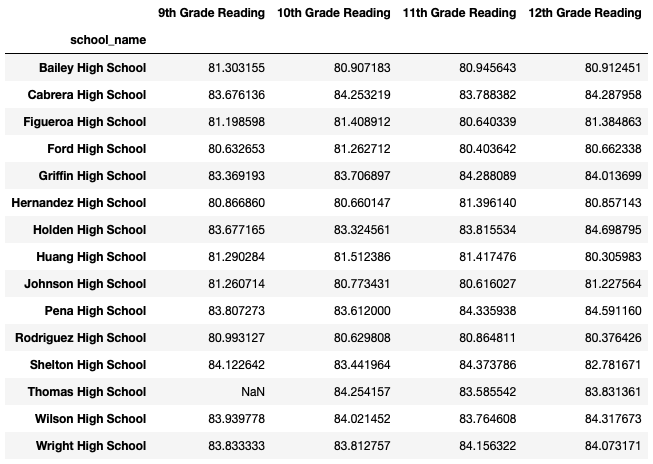 9th Grade Reading 10th Grade Reading 11th Grade Reading 12th Grade Reading
school_name
Bailey High School 81.303155 80.907183 80.945643 80.912451
Cabrera High School 83.676136 84.253219 83.788382 84.287958
Figueroa High School 81.198598 81.408912 80.640339 81.384863
Ford High School 80.632653 81.262712 80.403642 80.662338
Griffin High School 83.369193 83.706897 84.288089 84.013699
Hernandez High School 80.866860 80.660147 81.396140 80.857143
Holden High School 83.677165 83.324561 83.815534 84.698795
Huang High School 81.290284 81.512386 81.417476 80.305983
Johnson High School 81.260714 80.773431 80.616027 81.227564
Pena High School 83.807273 83.612000 84.335938 84.591160
Rodriguez High School 80.993127 80.629808 80.864811 80.376426
Shelton High School 84.122642 83.441964 84.373786 82.781671
Thomas High School NaN 84.254157 83.585542 83.831361
Wilson High School 83.939778 84.021452 83.764608 84.317673
Wright High School 83.833333 83.812757 84.156322 84.073171